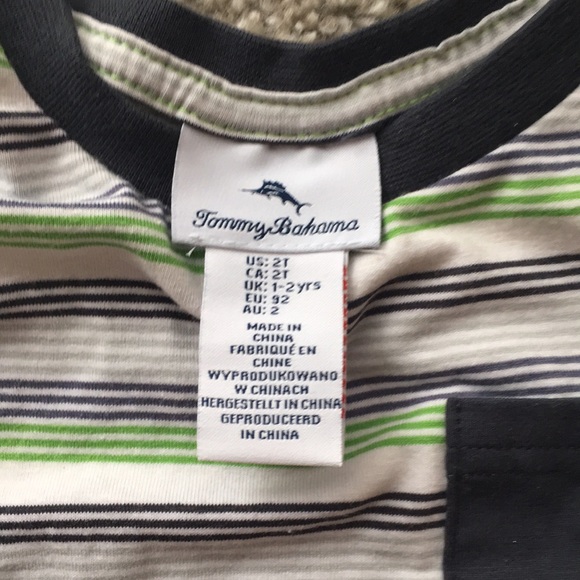 Tommy Bahama
US: 2T
CA: 2T
UK: 1-2yrs
EU: 92
AU: 2
MADE IN
CHINA
FABRIQUÉ EN
CHINE
WYPRODUKOWANO
W CHINACH
HERGESTELLT IN CHINA
GEPRODUCEERD
IN CHINA